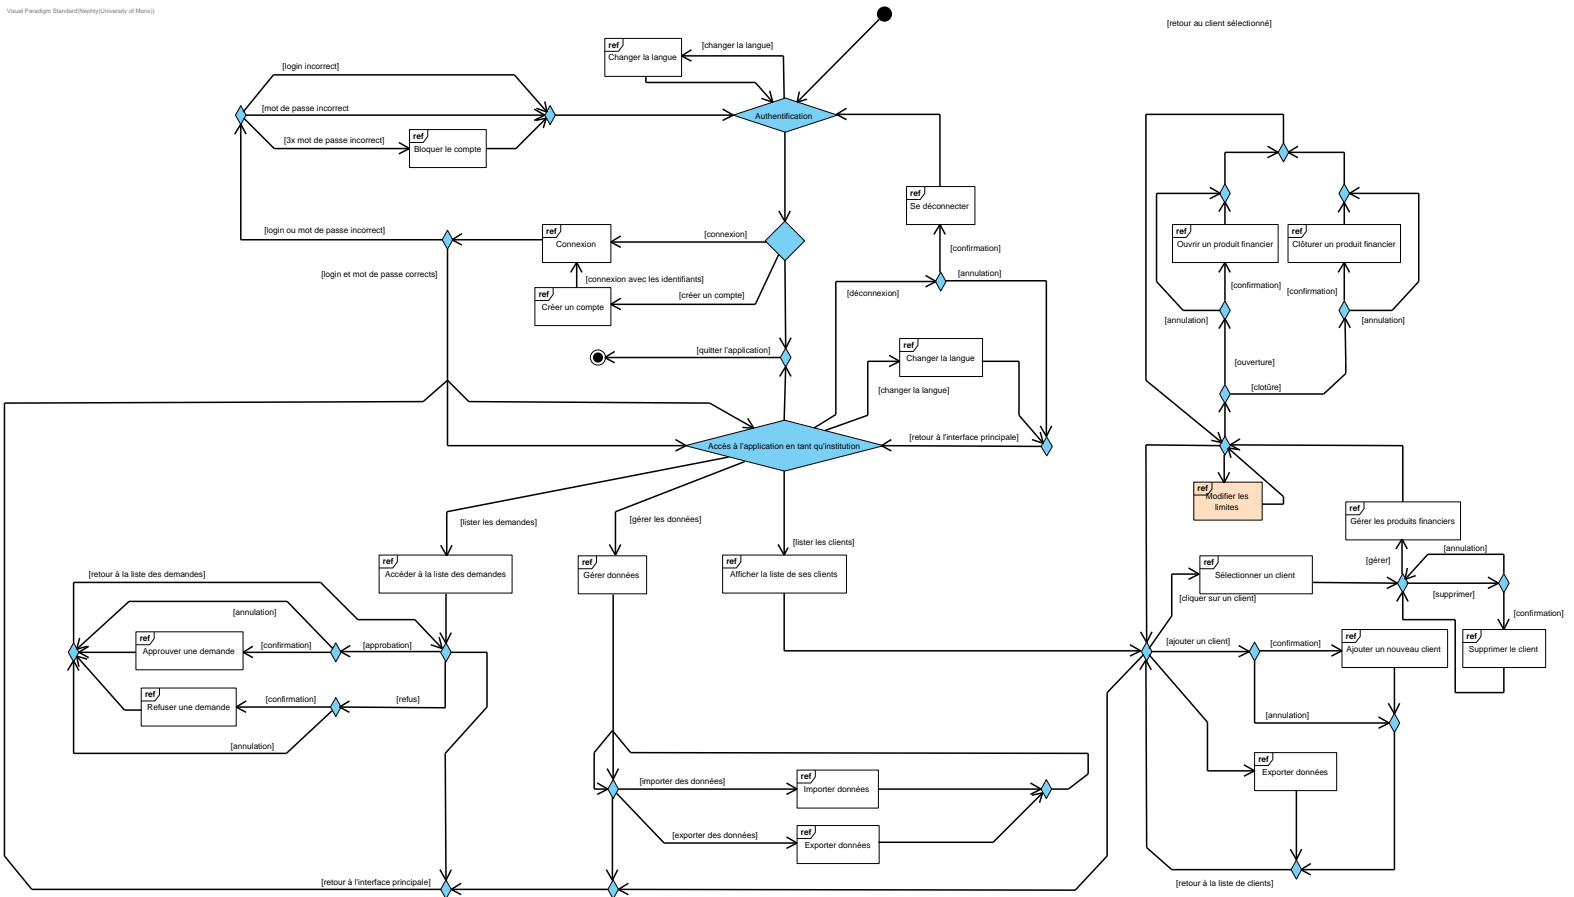 Visual Paradigm Standard(Nephty(University of Mons))
[retour au client sélectionné]
ref
Changer la langue
[changer la langue]
[login incorrect]
[mot de passe incorrect
[3x mot de passe incorrect]
ref
Bloquer le compte
Authentification
ref
Se déconnecter
[confirmation]
[annulation]
[déconnexion]
[login ou mot de passe incorrect]
ref
Connexion
[connexion]
[login et mot de passe corrects]
[connexion avec les identifiants]
ref
Créer un compte
[créer un compte]
[quitter l'application]
ref
Changer la langue
[changer la langue]
Accès à l'application en tant qu'institution
[retour à l'interface principale]
ref
Ouvrir un produit financier
ref
Clôturer un produit financier
[confirmation]
[confirmation]
[annulation]
[annulation]
[ouverture]
[clotûre]
ref
Modifier les
limites
ref
Gérer les produits financiers
[lister les demandes]
[gérer les données]
[lister les clients]
ref
Accéder à la liste des demandes
ref
Gérer données
ref
Afficher la liste de ses clients
ref
Sélectionner un client
[cliquer sur un client]
[gérer]
[annulation]
[supprimer]
[confirmation]
[retour à la liste des demandes]
[annulation]
ref
Approuver une demande
[confirmation]
[approbation]
ref
Refuser une demande
[confirmation]
[refus]
[annulation]
[ajouter un client]
[confirmation]
ref
Ajouter un nouveau client
ref
Supprimer le client
[annulation]
ref
Exporter données
[importer des données]
ref
Importer données
[exporter des données]
ref
Exporter données
[retour à l'interface principale]
[retour à la liste de clients]